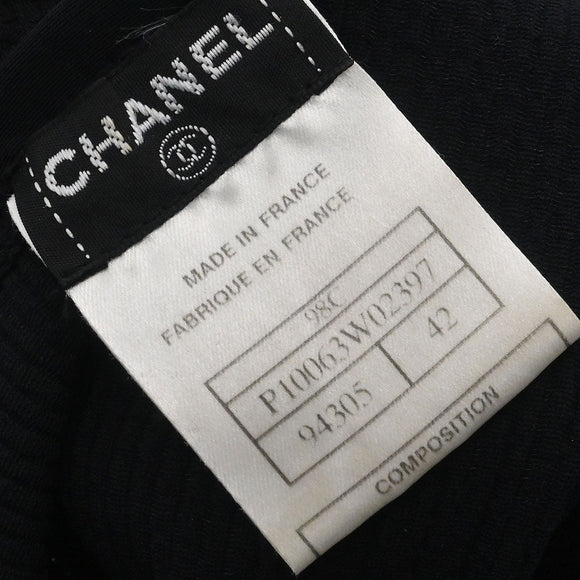 CHANEL
MADE IN FRANCE
FABRIQUE EN FRANCE
98C
P10063W02397
94305 42
COMPOSITION